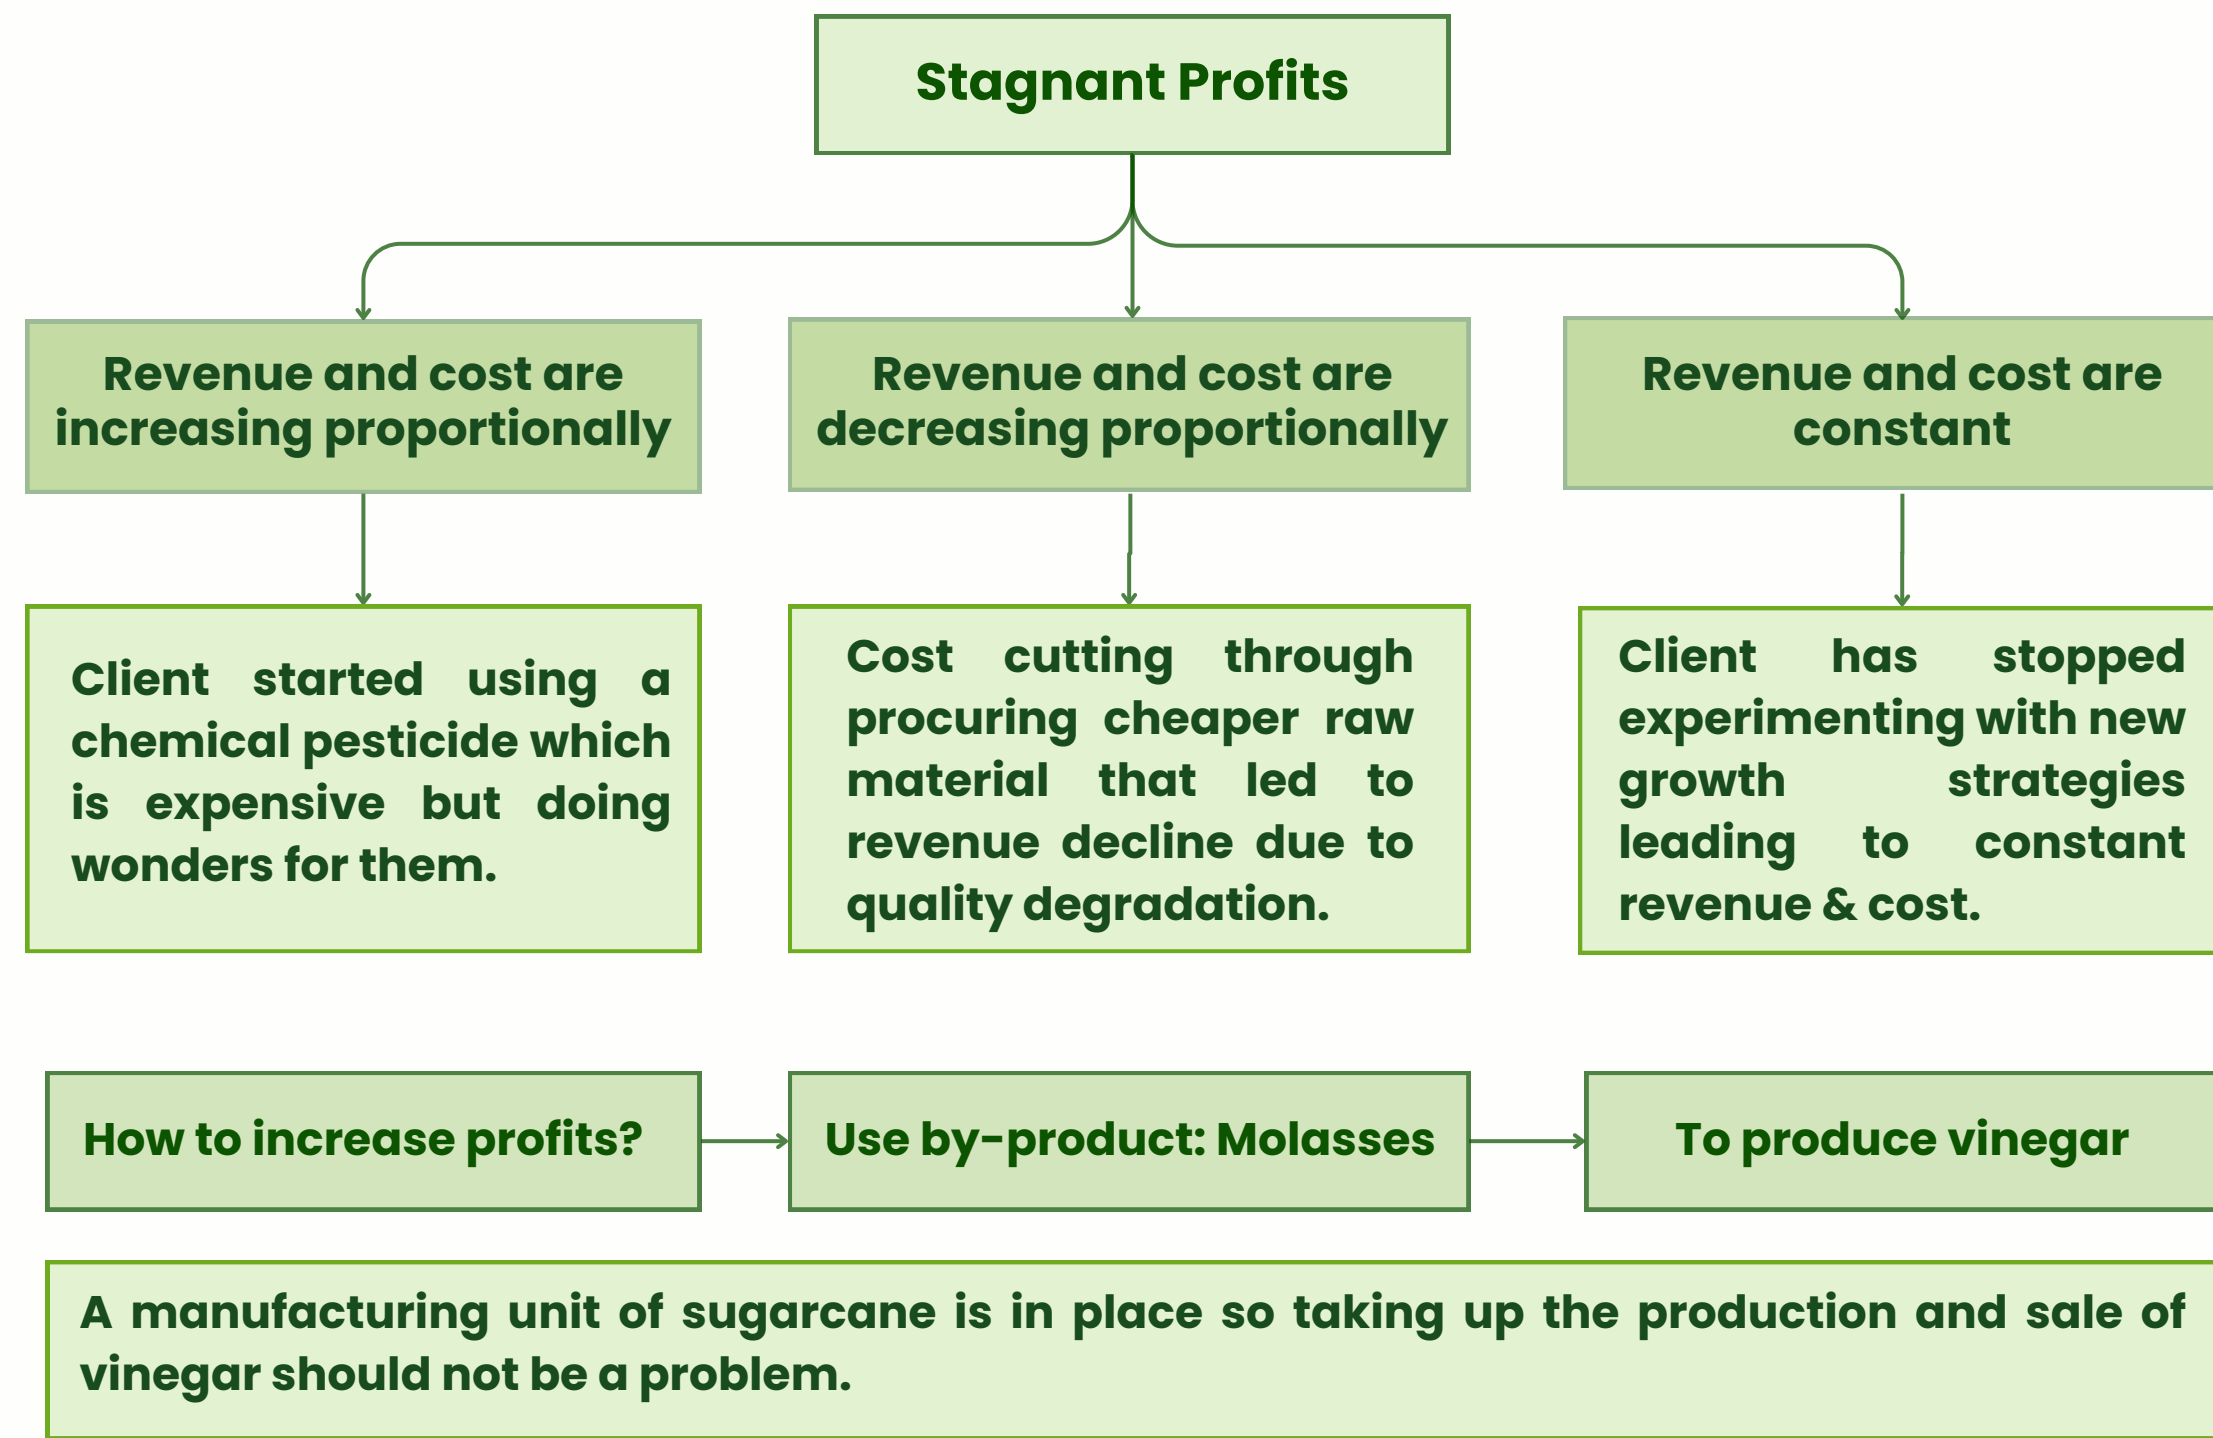 Stagnant Profits
Revenue and cost are
increasing proportionally
Revenue and cost are
decreasing proportionally
Revenue and cost are
constant
Client started using a
chemical pesticide which
is expensive but doing
wonders for them.
Cost cutting through
procuring cheaper raw
material that led to
revenue decline due to
quality degradation.
Client has stopped
experimenting with new
growth strategies
leading to constant
revenue & cost.
How to increase profits?
Use by-product: Molasses
To produce vinegar
A manufacturing unit of sugarcane is in place so taking up the production and sale of
vinegar should not be a problem.